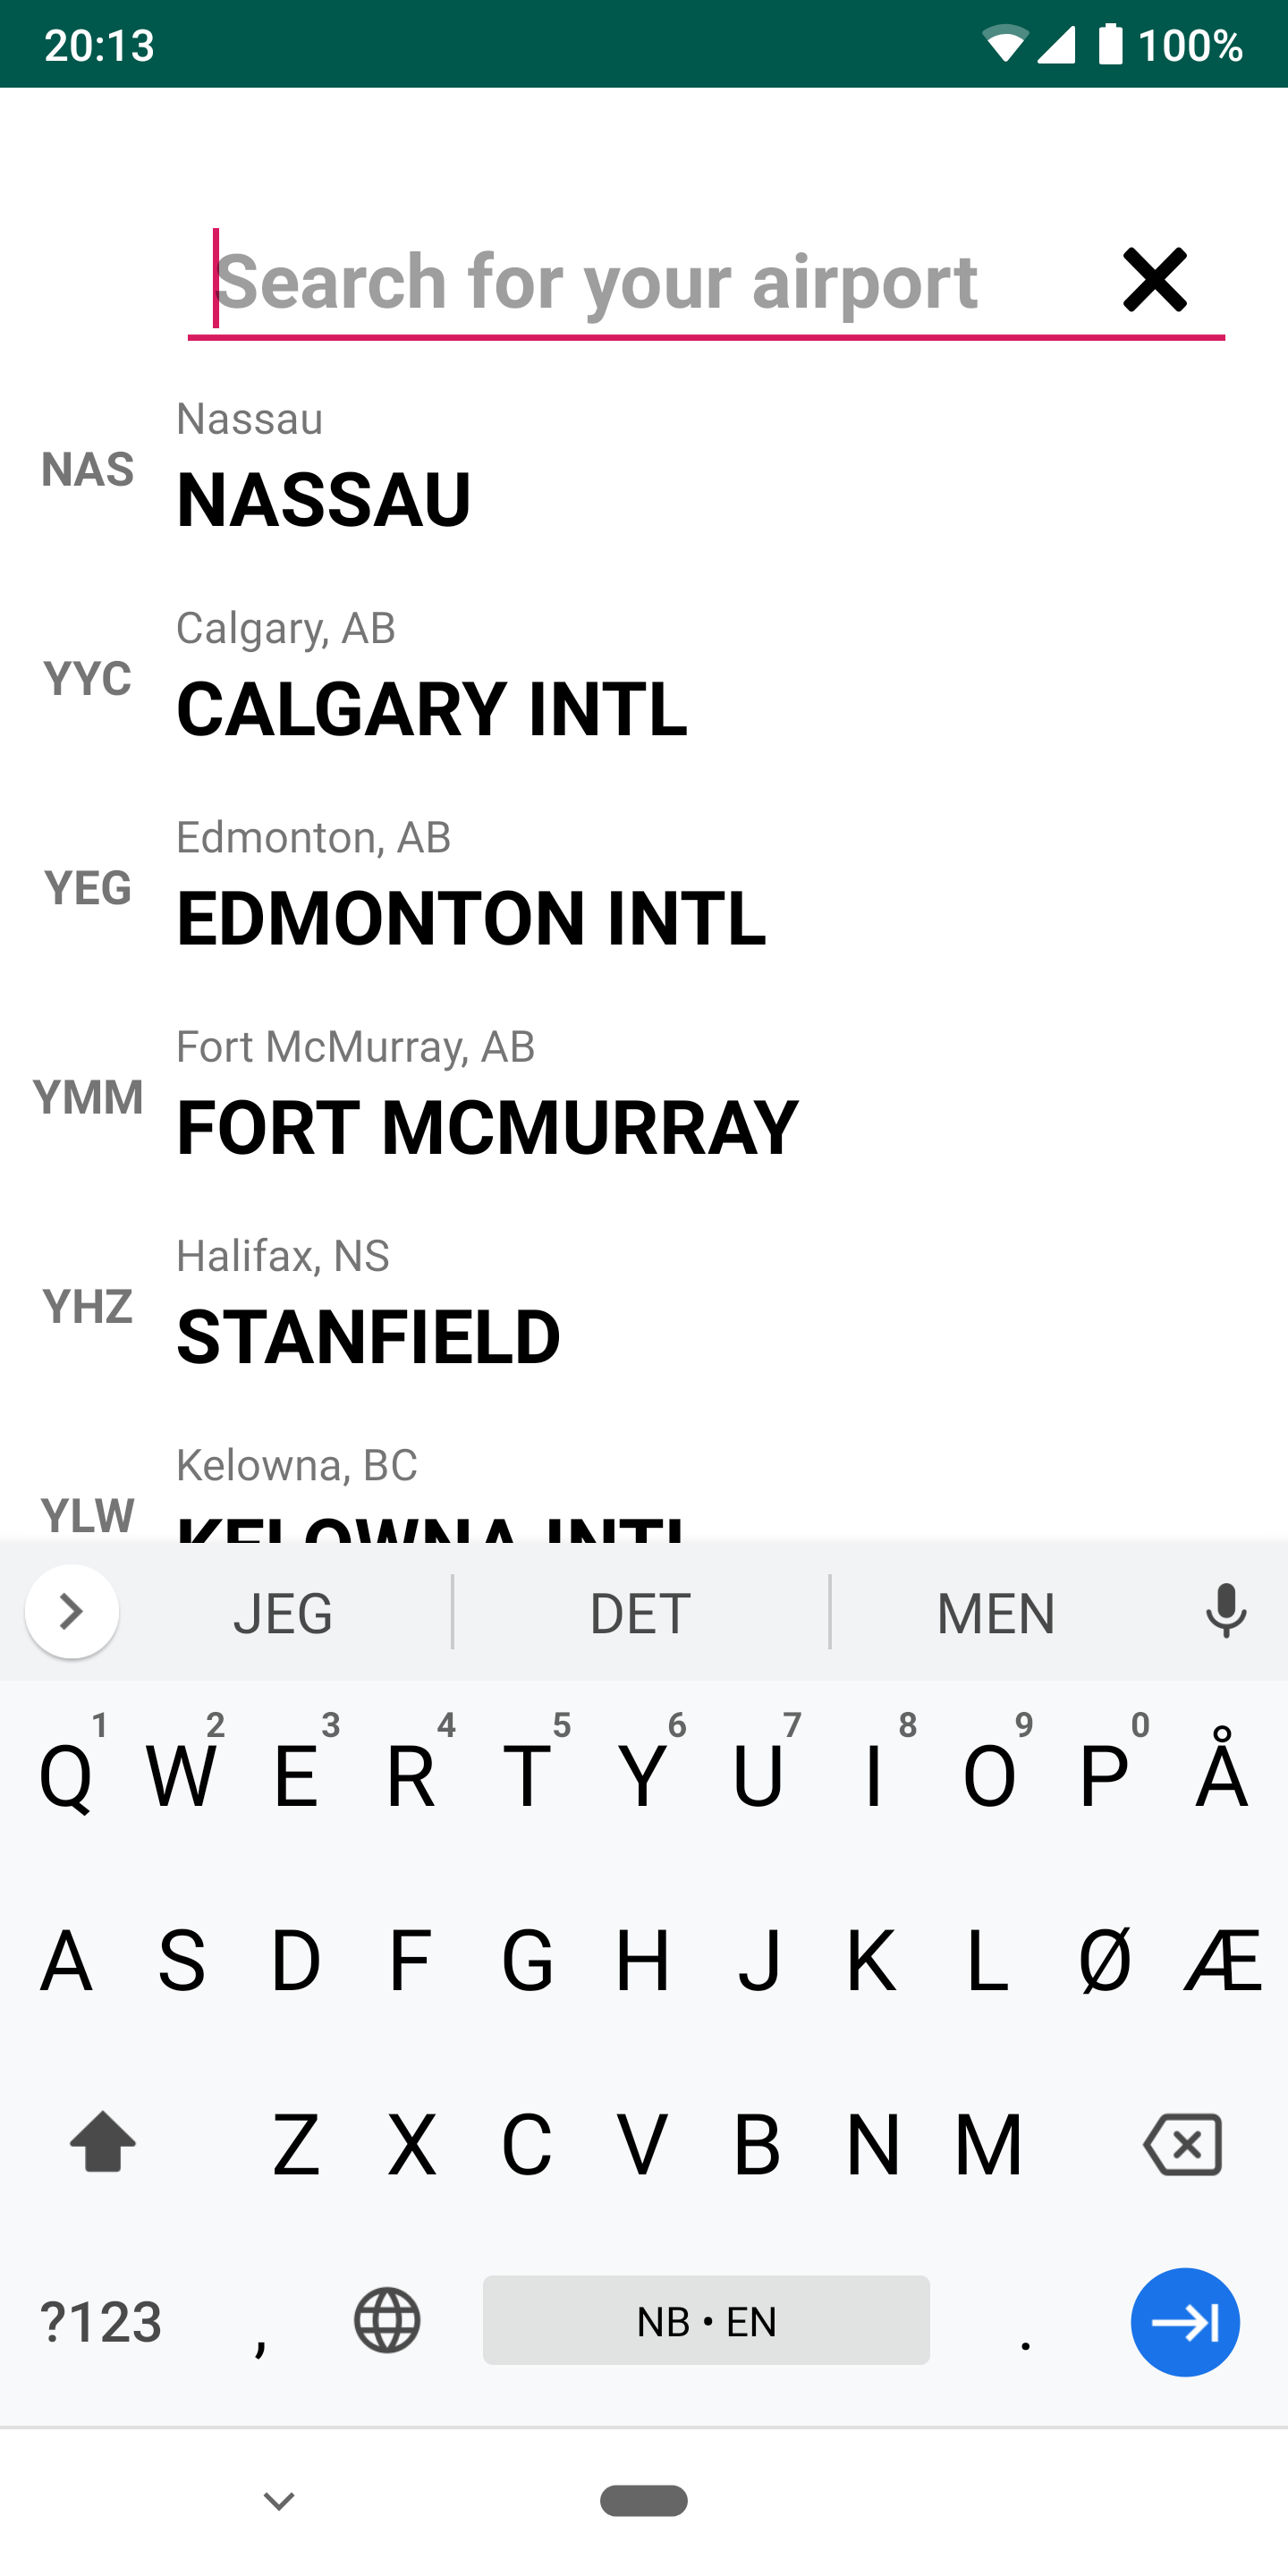 20:13 100%
Search for your airport
Nassau
NAS
NASSAU
Calgary, AB
YYC
CALGARY INTL
Edmonton, AB
YEG
EDMONTON INTL
Fort McMurray, AB
YMM
FORT MCMURRAY
Halifax, NS
YHZ
STANFIELD
Kelowna, BC
YLW
KELOWNA INTL
JEG DET MEN
1 2 3 4 5 6 7 8 9 0
Q W E R T Y U I O P Å
A S D F G H J K L Ø Æ
Z X C V B N M
?123 , NB • EN .